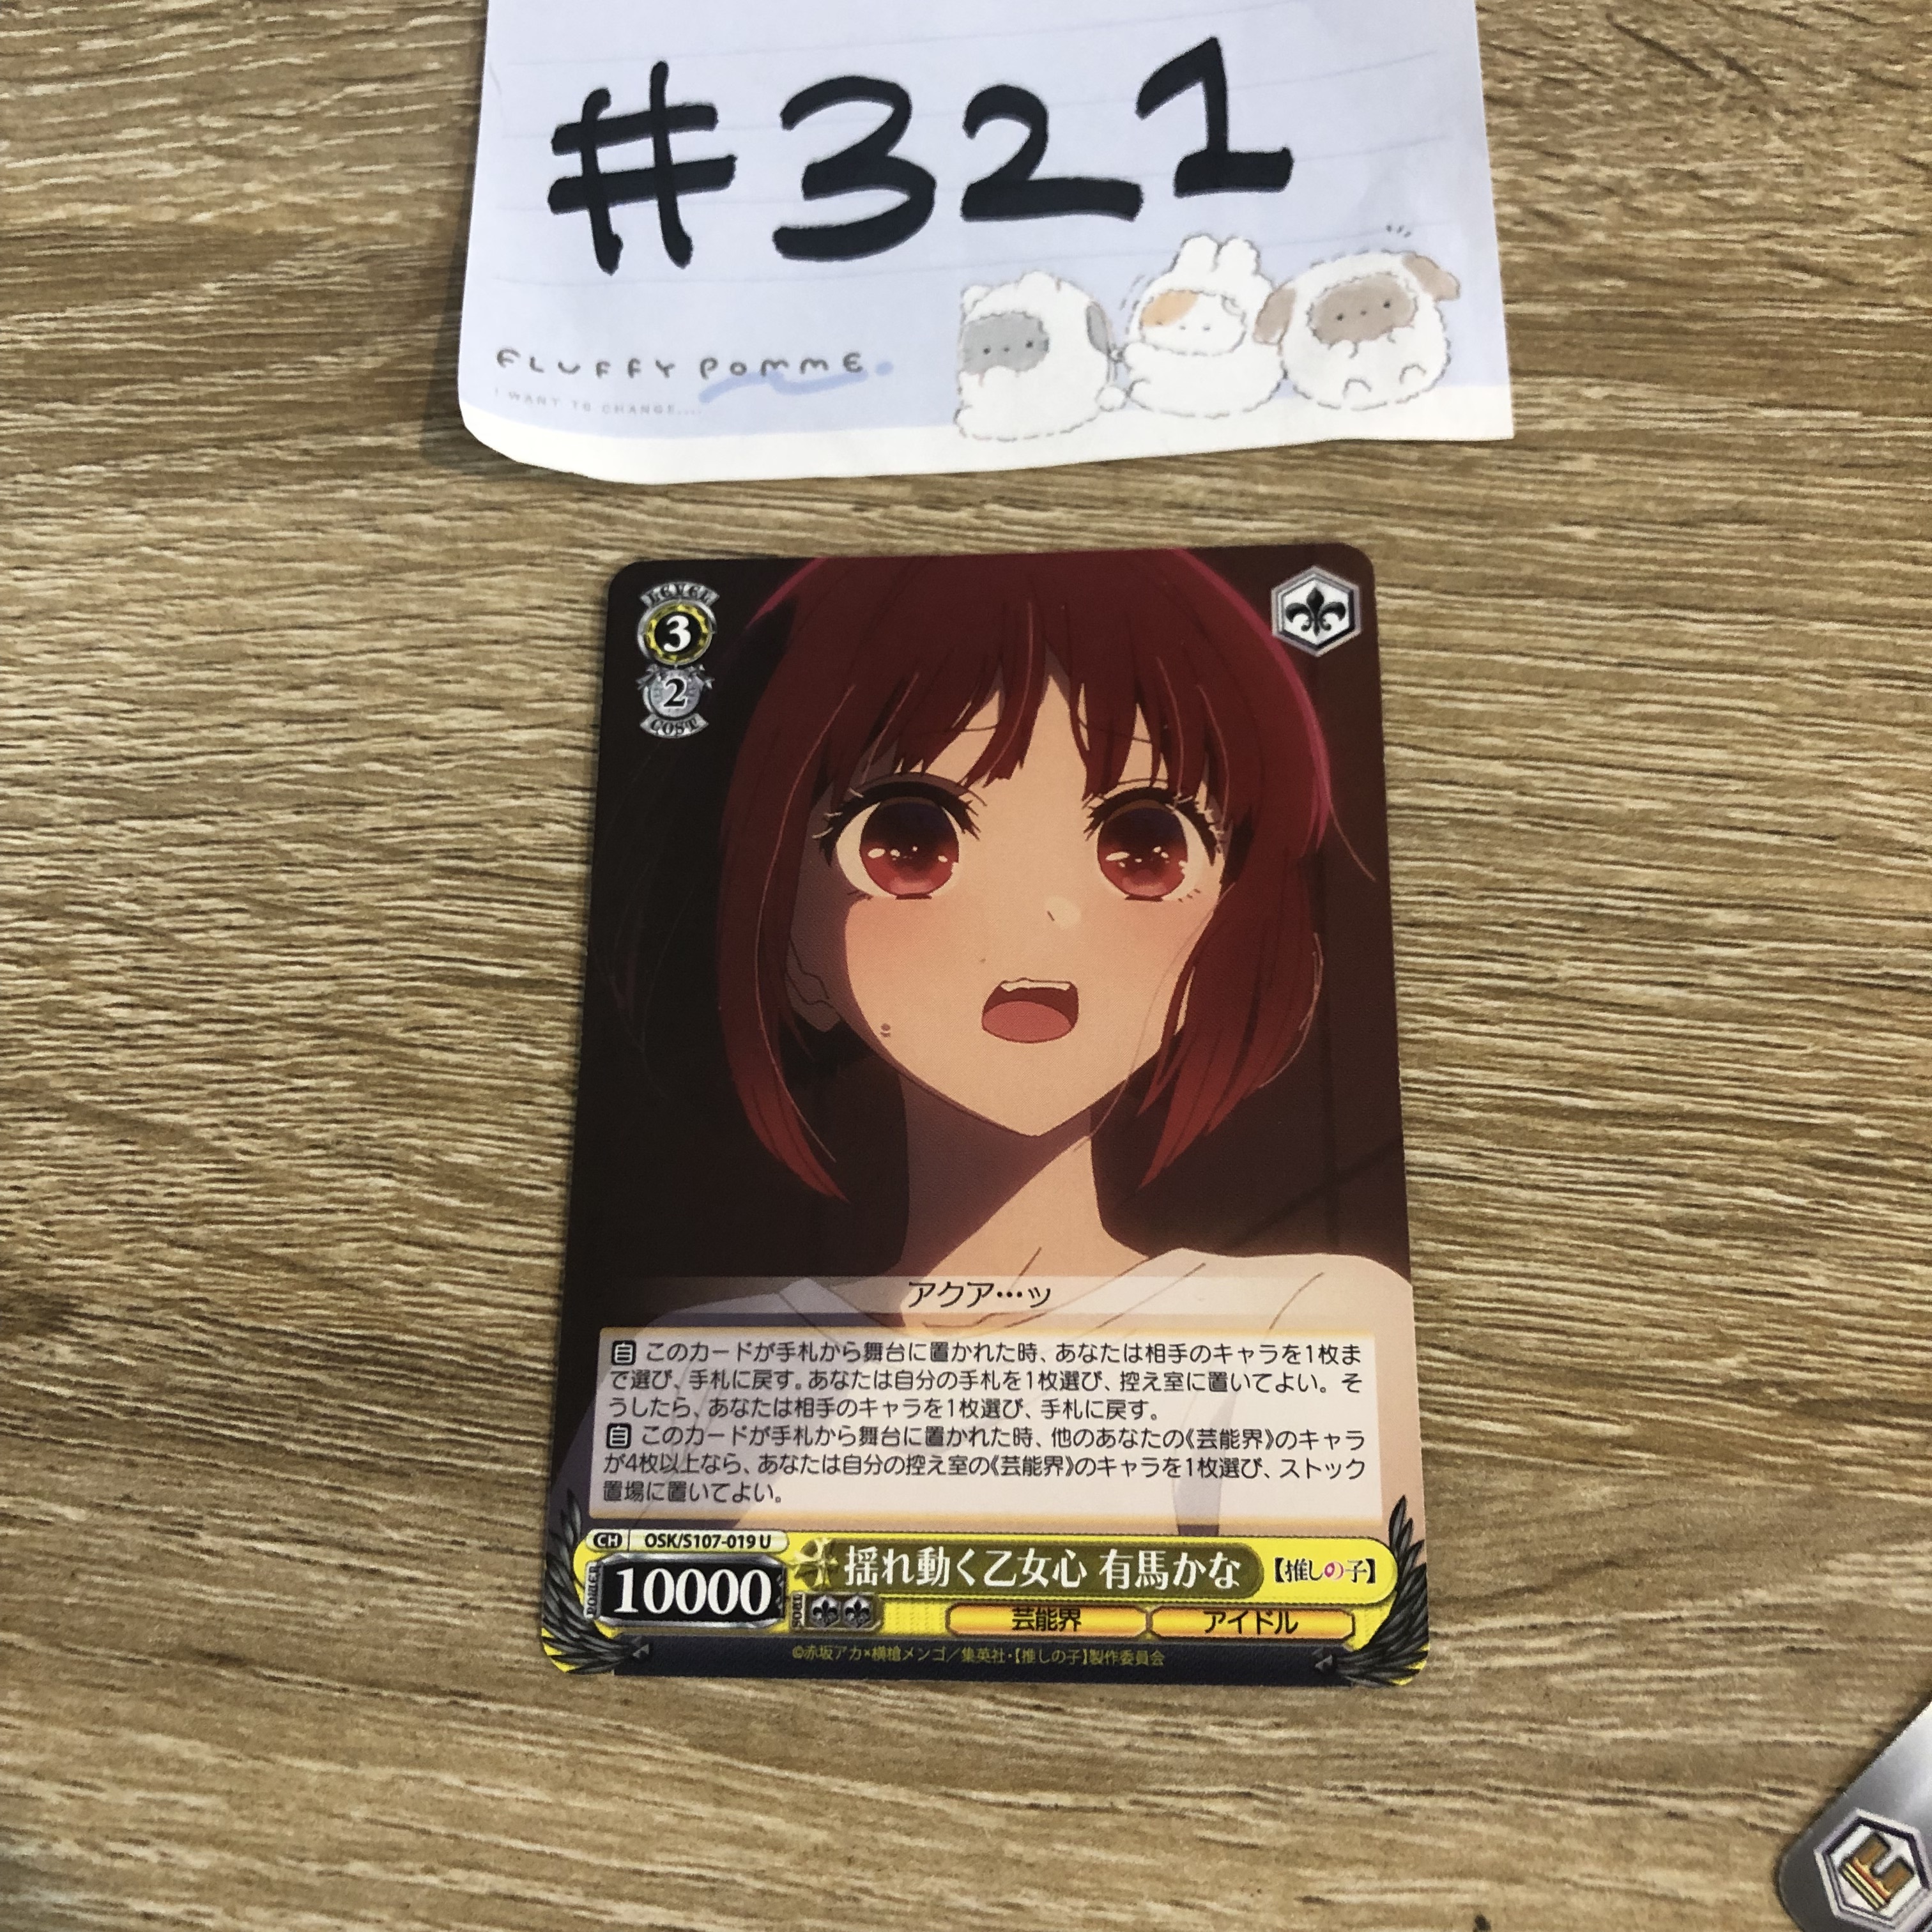 #321
FLUFFY POMME.
I WANT TO CHANGE....
LEVEL
3
2
COST
アクア…ッ
自 このカードが手札から舞台に置かれた時、あなたは相手のキャラを1枚ま
で選び、手札に戻す。あなたは自分の手札を1枚選び、控え室に置いてよい。そ
うしたら、あなたは相手のキャラを1枚選び、手札に戻す。
自 このカードが手札から舞台に置かれた時、他のあなたの《芸能界》のキャラ
が4枚以上なら、あなたは自分の控え室の《芸能界》のキャラを1枚選び、ストック
置場に置いてよい。
CH OSK/S107-019 U
POWER 10000 揺れ動く乙女心 有馬かな 【推しの子】
SOUL 芸能界 アイドル
©赤坂アカ×横槍メンゴ／集英社・【推しの子】製作委員会